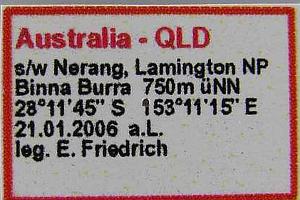 Australia - QLD
s/w Nerang, Lamington NP
Binna Burra 750m üNN
28°11'45" S 153°11'15" E
21.01.2006 a.L.
leg. E. Friedrich